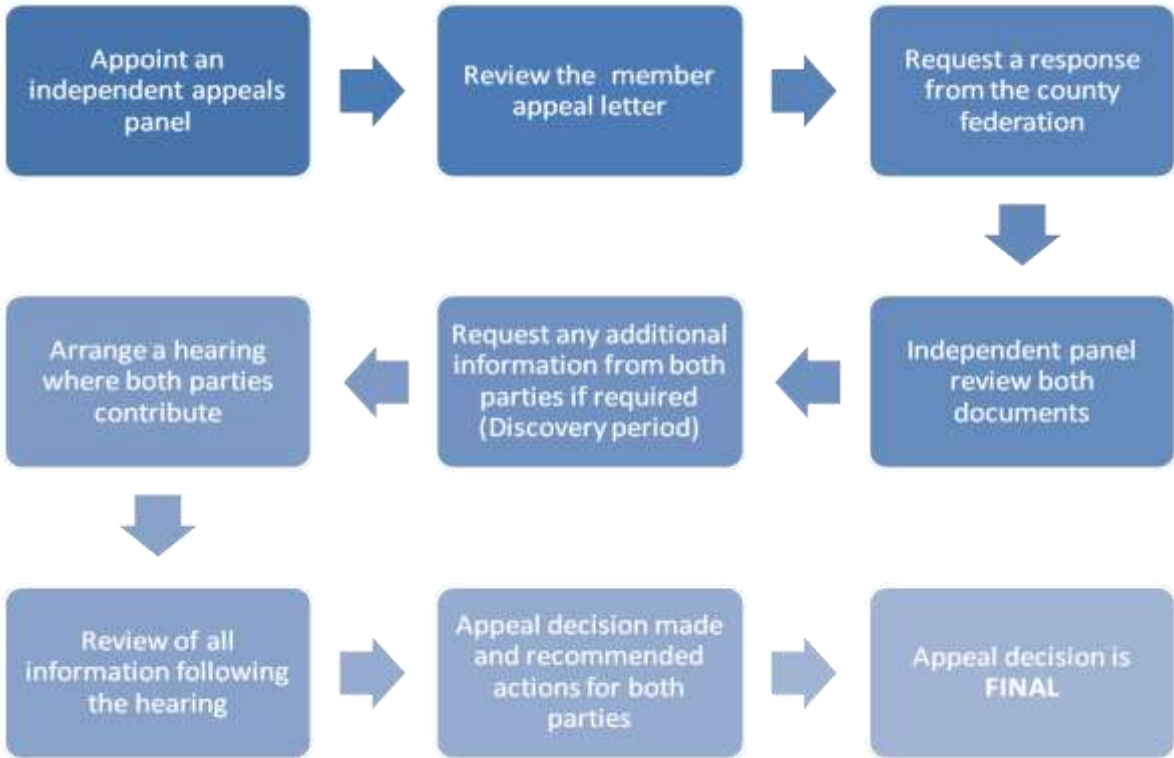 Appoint an
independent appeals
panel
Review the  member
appeal letter
Request a response
from the county
federation
Independent panel
review both
documents
Request any additional
information from both
parties if required
(Discovery period)
Arrange a hearing
where both parties
contribute
Review of all
information following
the hearing
Appeal decision made
and recommended
actions for both
parties
Appeal decision is
FINAL